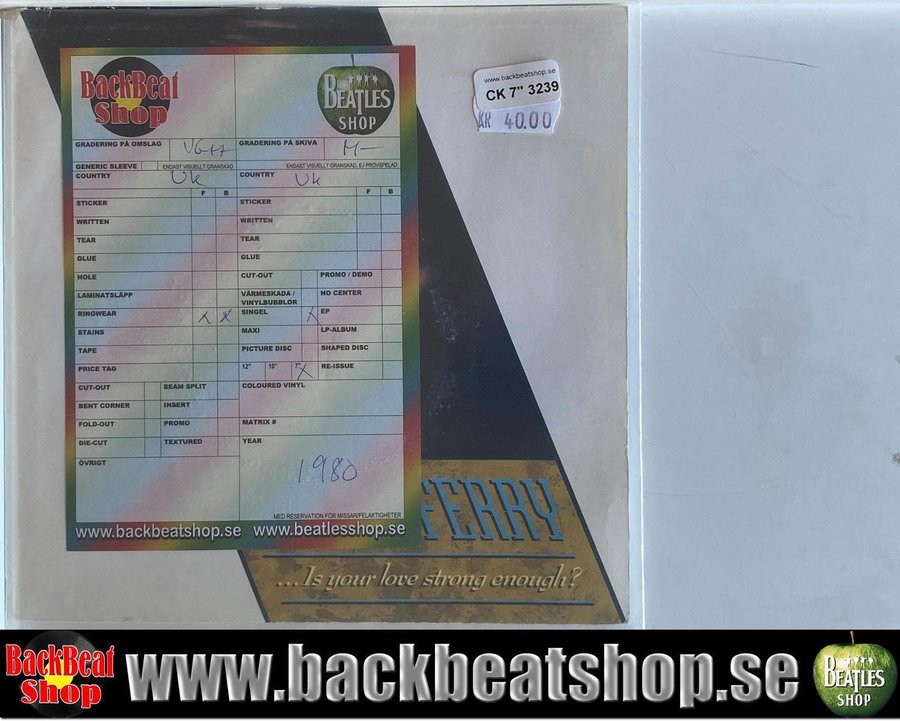 BackBeat
Shop
BEATLES
SHOP
www.backbeatshop.se
CK 7" 3239
KR 40.00
GRADERING PÅ OMSLAG VG++ GRADERING PÅ SKIVA M-
GENERIC SLEEVE ENDAST VISUELLT GRANSKAD ENDAST VISUELLT GRANSKAD, EJ PROVSPELAD
COUNTRY UK COUNTRY UK
F B F B
STICKER STICKER
WRITTEN WRITTEN
TEAR TEAR
GLUE GLUE
HOLE CUT-OUT PROMO / DEMO
LAMINATSLÄPP VÄRMESKADA / VINYLBUBBLOR NO CENTER
RINGWEAR X X SINGEL X EP
STAINS MAXI LP-ALBUM
TAPE PICTURE DISC SHAPED DISC
PRICE TAG 12" 10" 7" X RE-ISSUE
CUT-OUT SEAM SPLIT COLOURED VINYL
BENT CORNER INSERT
FOLD-OUT PROMO MATRIX #
DIE-CUT TEXTURED YEAR
ÖVRIGT 1980
MED RESERVATION FÖR MISSAR/FELAKTIGHETER
www.backbeatshop.se www.beatlesshop.se
FERRY
...Is your love strong enough?
BackBeat
Shop
www.backbeatshop.se
BEATLES
SHOP